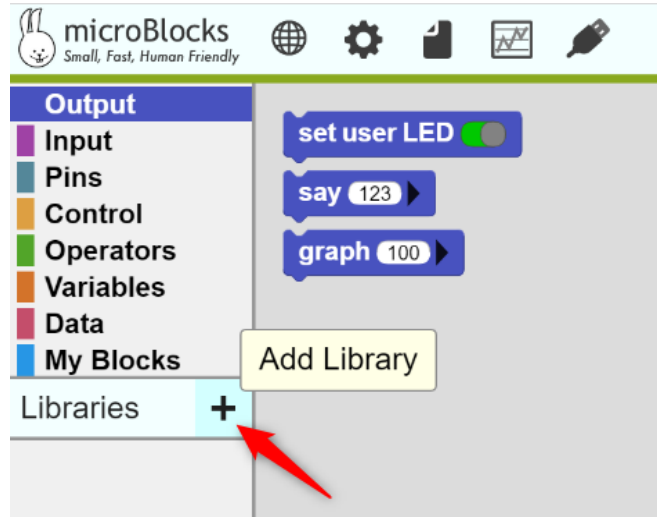 microBlocks
Small, Fast, Human Friendly
Output
Input
Pins
Control
Operators
Variables
Data
My Blocks
Libraries +
set user LED
say 123
graph 100
Add Library